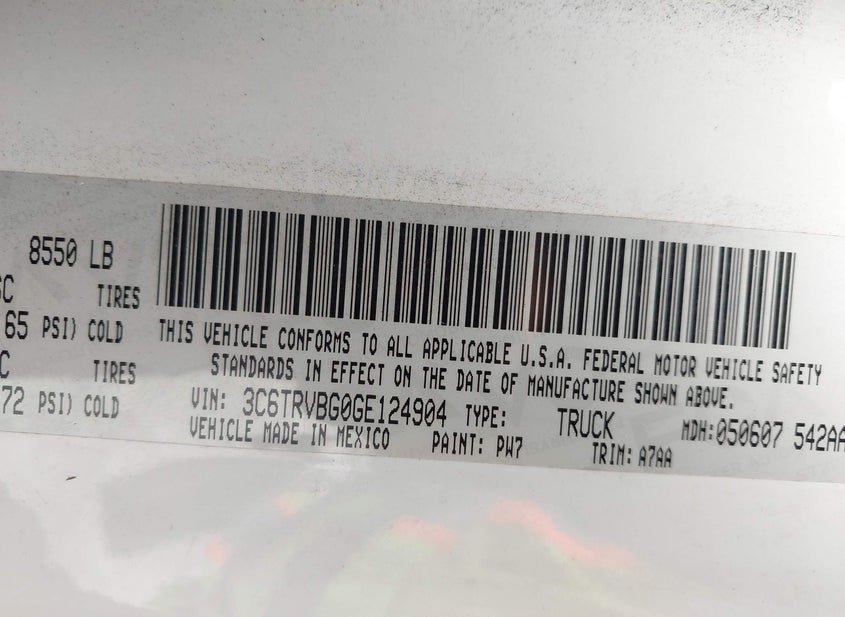 8550 LB
TIRES
65 PSI) COLD
TIRES
72 PSI) COLD
THIS VEHICLE CONFORMS TO ALL APPLICABLE U.S.A. FEDERAL MOTOR VEHICLE SAFETY
STANDARDS IN EFFECT ON THE DATE OF MANUFACTURE SHOWN ABOVE.
VIN: 3C6TRVBG0GE124904 TYPE: TRUCK MDH:050607 542AA
VEHICLE MADE IN MEXICO PAINT: PW7 TRIM: A7AA